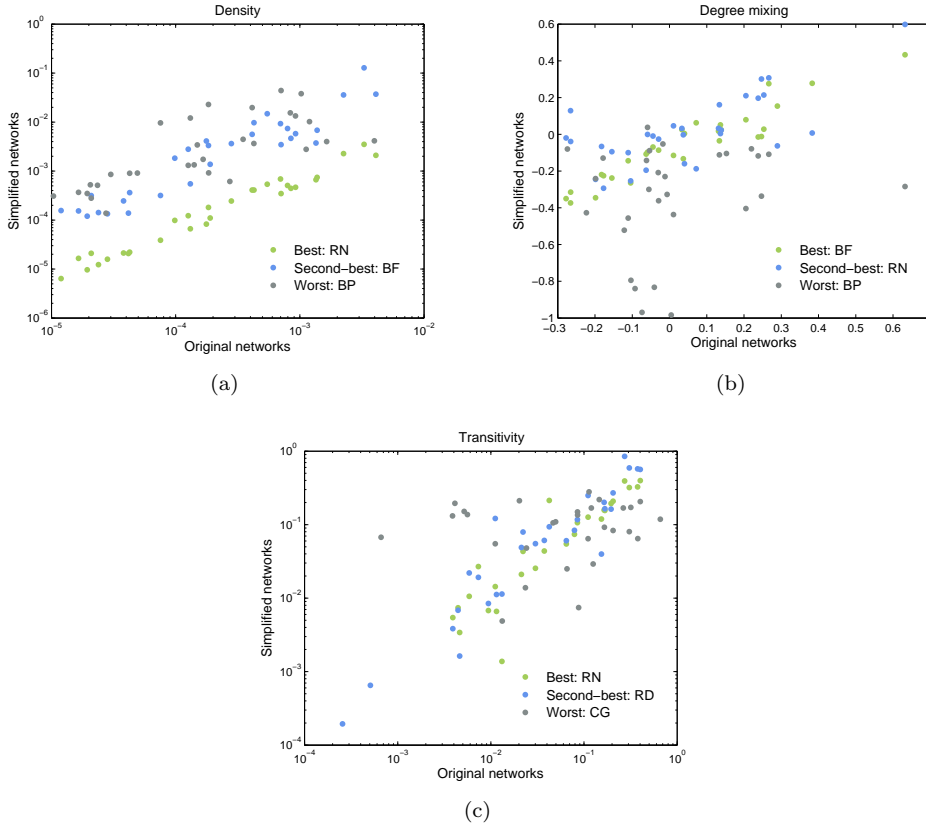 Density
10^0
10^−1
10^−2
10^−3
10^−4
10^−5
10^−6
Simplified networks
Best: RN
Second−best: BF
Worst: BP
10^−5
10^−4
10^−3
10^−2
Original networks
(a)
Degree mixing
0.6
0.4
0.2
0
−0.2
−0.4
−0.6
−0.8
−1
Simplified networks
Best: BF
Second−best: RN
Worst: BP
−0.3
−0.2
−0.1
0
0.1
0.2
0.3
0.4
0.5
0.6
Original networks
(b)
Transitivity
10^0
10^−1
10^−2
10^−3
10^−4
Simplified networks
Best: RN
Second−best: RD
Worst: CG
10^−4
10^−3
10^−2
10^−1
10^0
Original networks
(c)